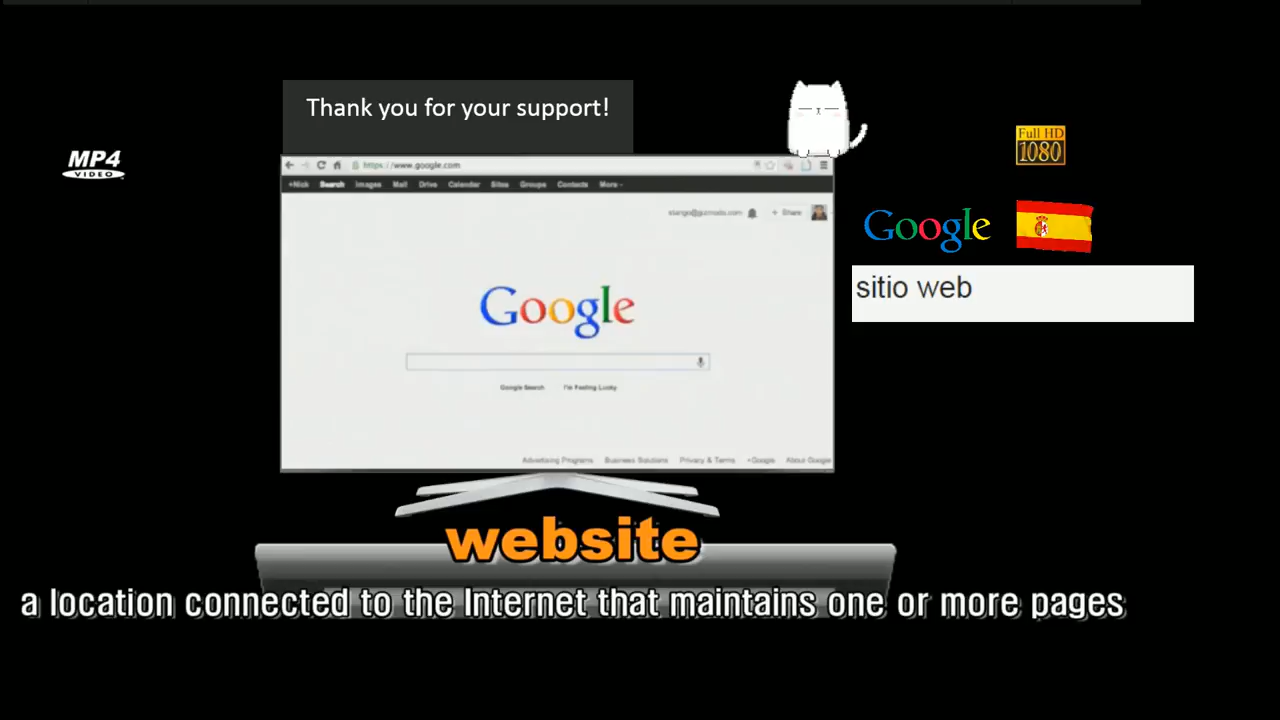 Thank you for your support!
MP4
VIDEO
Full HD
1080
https://www.google.com
+Nick Search Images Mail Drive Calendar Sites Groups Contacts More
+ Share
Google
sitio web
Google
Google Search I'm Feeling Lucky
Advertising Programs Business Solutions Privacy & Terms +Google About Google
website
a location connected to the Internet that maintains one or more pages